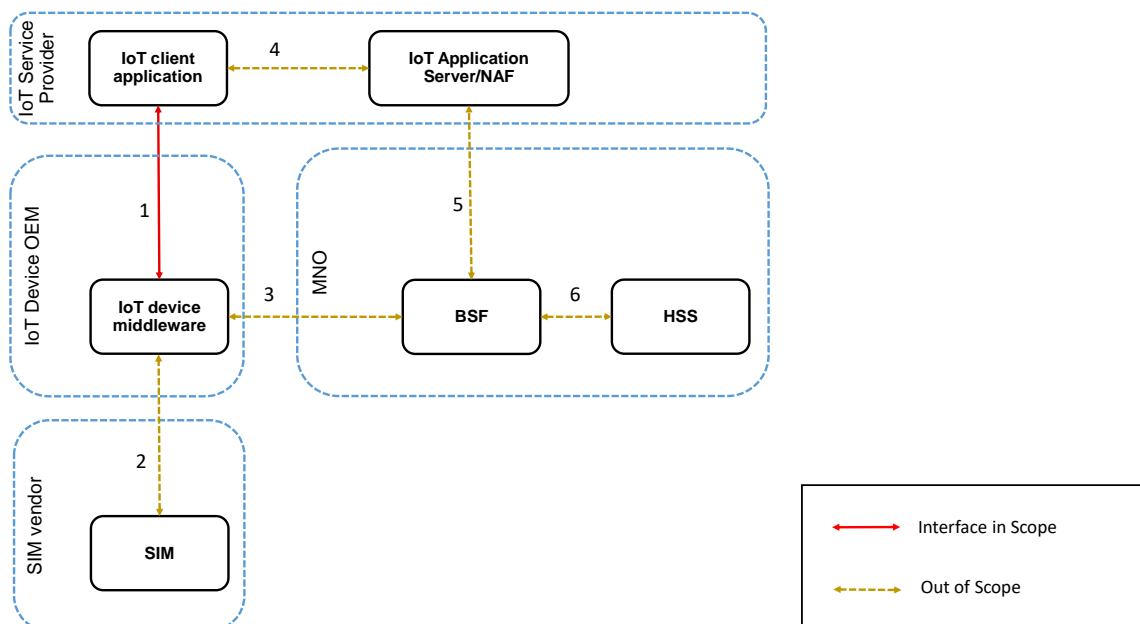 IoT Service
Provider
IoT client
application
4
IoT Application
Server/NAF
1
5
IoT Device OEM
MNO
IoT device
middleware
3
BSF
6
HSS
2
SIM vendor
SIM
Interface in Scope
Out of Scope